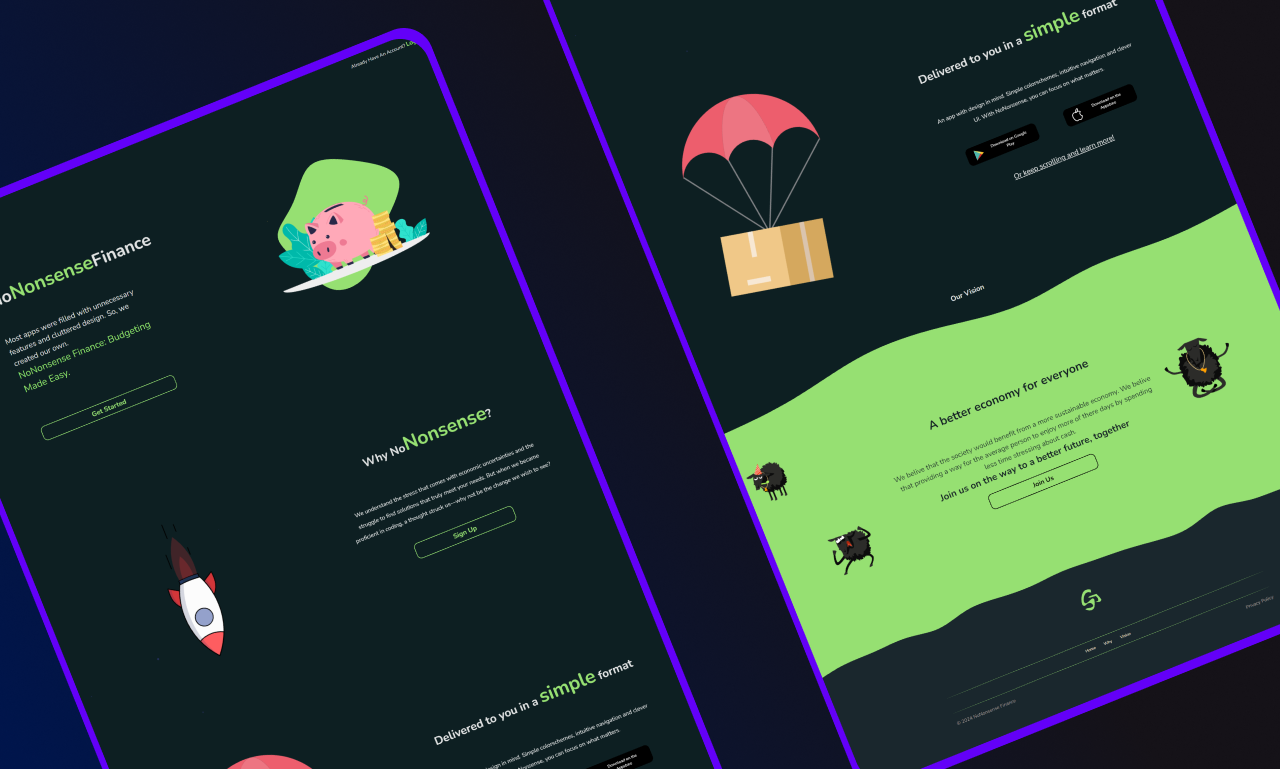 Already Have An Account?
NoNonsenseFinance
Most apps were filled with unnecessary
features and cluttered design. So, we
created our own.
NoNonsense Finance: Budgeting
Made Easy.
Get Started
Why NoNonsense?
We understand the stress that comes with economic uncertainties and the
struggle to find solutions that truly meet your needs. But when we became
proficient in coding, a thought struck us—why not be the change we wish to see?
Sign Up
Delivered to you in a simple format
design in mind. Simple colorschemes, intuitive navigation and clever
you can focus on what matters.
Download on the
Appstore
Delivered to you in a simple format
An app with design in mind. Simple colorschemes, intuitive navigation and clever
UI. With NoNonsense, you can focus on what matters.
Download on Google
Play
Download on the
Appstore
Or keep scrolling and learn more!
Our Vision
A better economy for everyone
We belive that the society would benefit from a more sustainable economy. We belive
that providing a way for the average person to enjoy more of there days by spending
less time stressing about cash.
Join us on the way to a better future, together
Join Us
Home Why Vision
Privacy Policy
© 2024 NoNonsense Finance